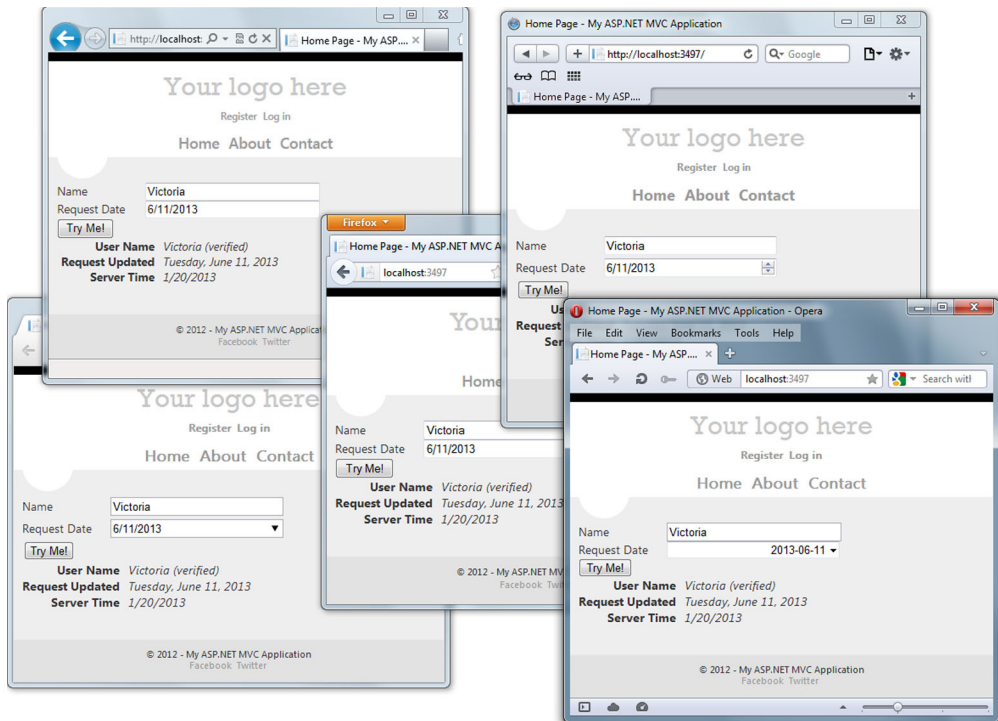 http://localhost:
Home Page - My ASP....
Your logo here
Register Log in
Home About Contact
Name
Victoria
Request Date
6/11/2013
Try Me!
User Name Victoria (verified)
Request Updated Tuesday, June 11, 2013
Server Time 1/20/2013
© 2012 - My ASP.NET MVC Applicat
Facebook Twitter
Home Page - My ASP.NET MVC Application
http://localhost:3497/
Google
Home Page - My ASP....
Your logo here
Register Log in
Home About Contact
Name
Victoria
Request Date
6/11/2013
Try Me!
Us
Request
Ser
Firefox
Home Page - My ASP.NET MVC A
localhost:3497
Your
Home
Name
Victoria
Request Date
6/11/2013
Try Me!
User Name Victoria (verified)
Request Updated Tuesday, June 11, 2013
Server Time 1/20/2013
© 2012 - My ASP.NET MV
Facebook Twit
Your logo here
Register Log in
Home About Contact
Name
Victoria
Request Date
6/11/2013
Try Me!
User Name Victoria (verified)
Request Updated Tuesday, June 11, 2013
Server Time 1/20/2013
© 2012 - My ASP.NET MVC Application
Facebook Twitter
Home Page - My ASP.NET MVC Application - Opera
File Edit View Bookmarks Tools Help
Home Page - My ASP....
Web localhost:3497
Search witl
Your logo here
Register Log in
Home About Contact
Name
Victoria
Request Date
2013-06-11
Try Me!
User Name Victoria (verified)
Request Updated Tuesday, June 11, 2013
Server Time 1/20/2013
© 2012 - My ASP.NET MVC Application
Facebook Twitter